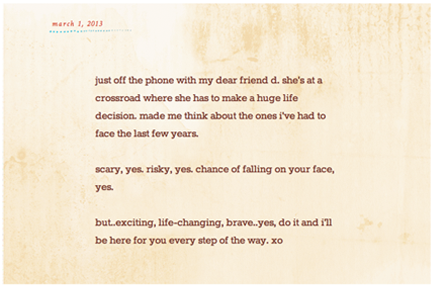 march 1, 2013
just off the phone with my dear friend d. she's at a
crossroad where she has to make a huge life
decision. made me think about the ones i've had to
face the last few years.
scary, yes. risky, yes. chance of falling on your face,
yes.
but..exciting, life-changing, brave..yes, do it and i'll
be here for you every step of the way. xo